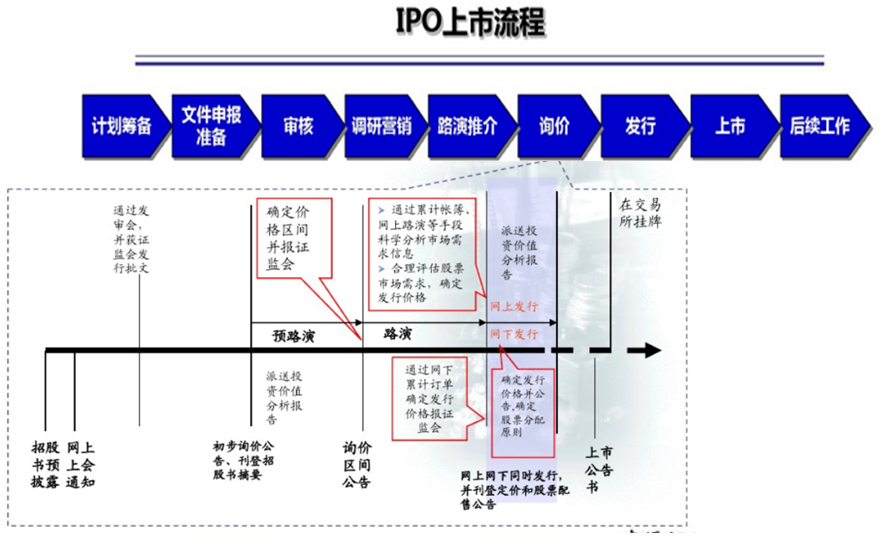 IPO上市流程
计划筹备
文件申报
准备
审核
调研营销
路演推介
询价
发行
上市
后续工作
通过发
审会，
并获证
监会发
行批文
确定价
格区间
并报证
监会
通过累计帐簿、
网上路演等手段
科学分析市场需
求信息
合理评估股票
市场需求，确定
发行价格
派送投
资价值
分析报
告
在交易
所挂牌
网上发行
预路演
路演
网下发行
派送投
资价值
分析报
告
通过网下
累计订单
确定发行
价格报证
监会
确定发行
价格并公
告,确定
股票分配
原则
招股
书预
披露
网上
上会
通知
初步询价公
告、刊登招
股书摘要
询价
区间
公告
网上网下同时发行，
并刊登定价和股票配
售公告
上市
公告
书